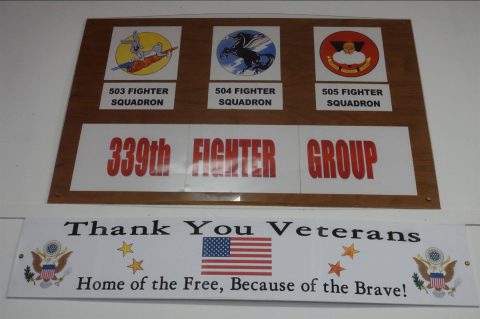 503 FIGHTER
SQUADRON
504 FIGHTER
SQUADRON
505 FIGHTER
SQUADRON
339th FIGHTER GROUP
Thank You Veterans
Home of the Free, Because of the Brave!